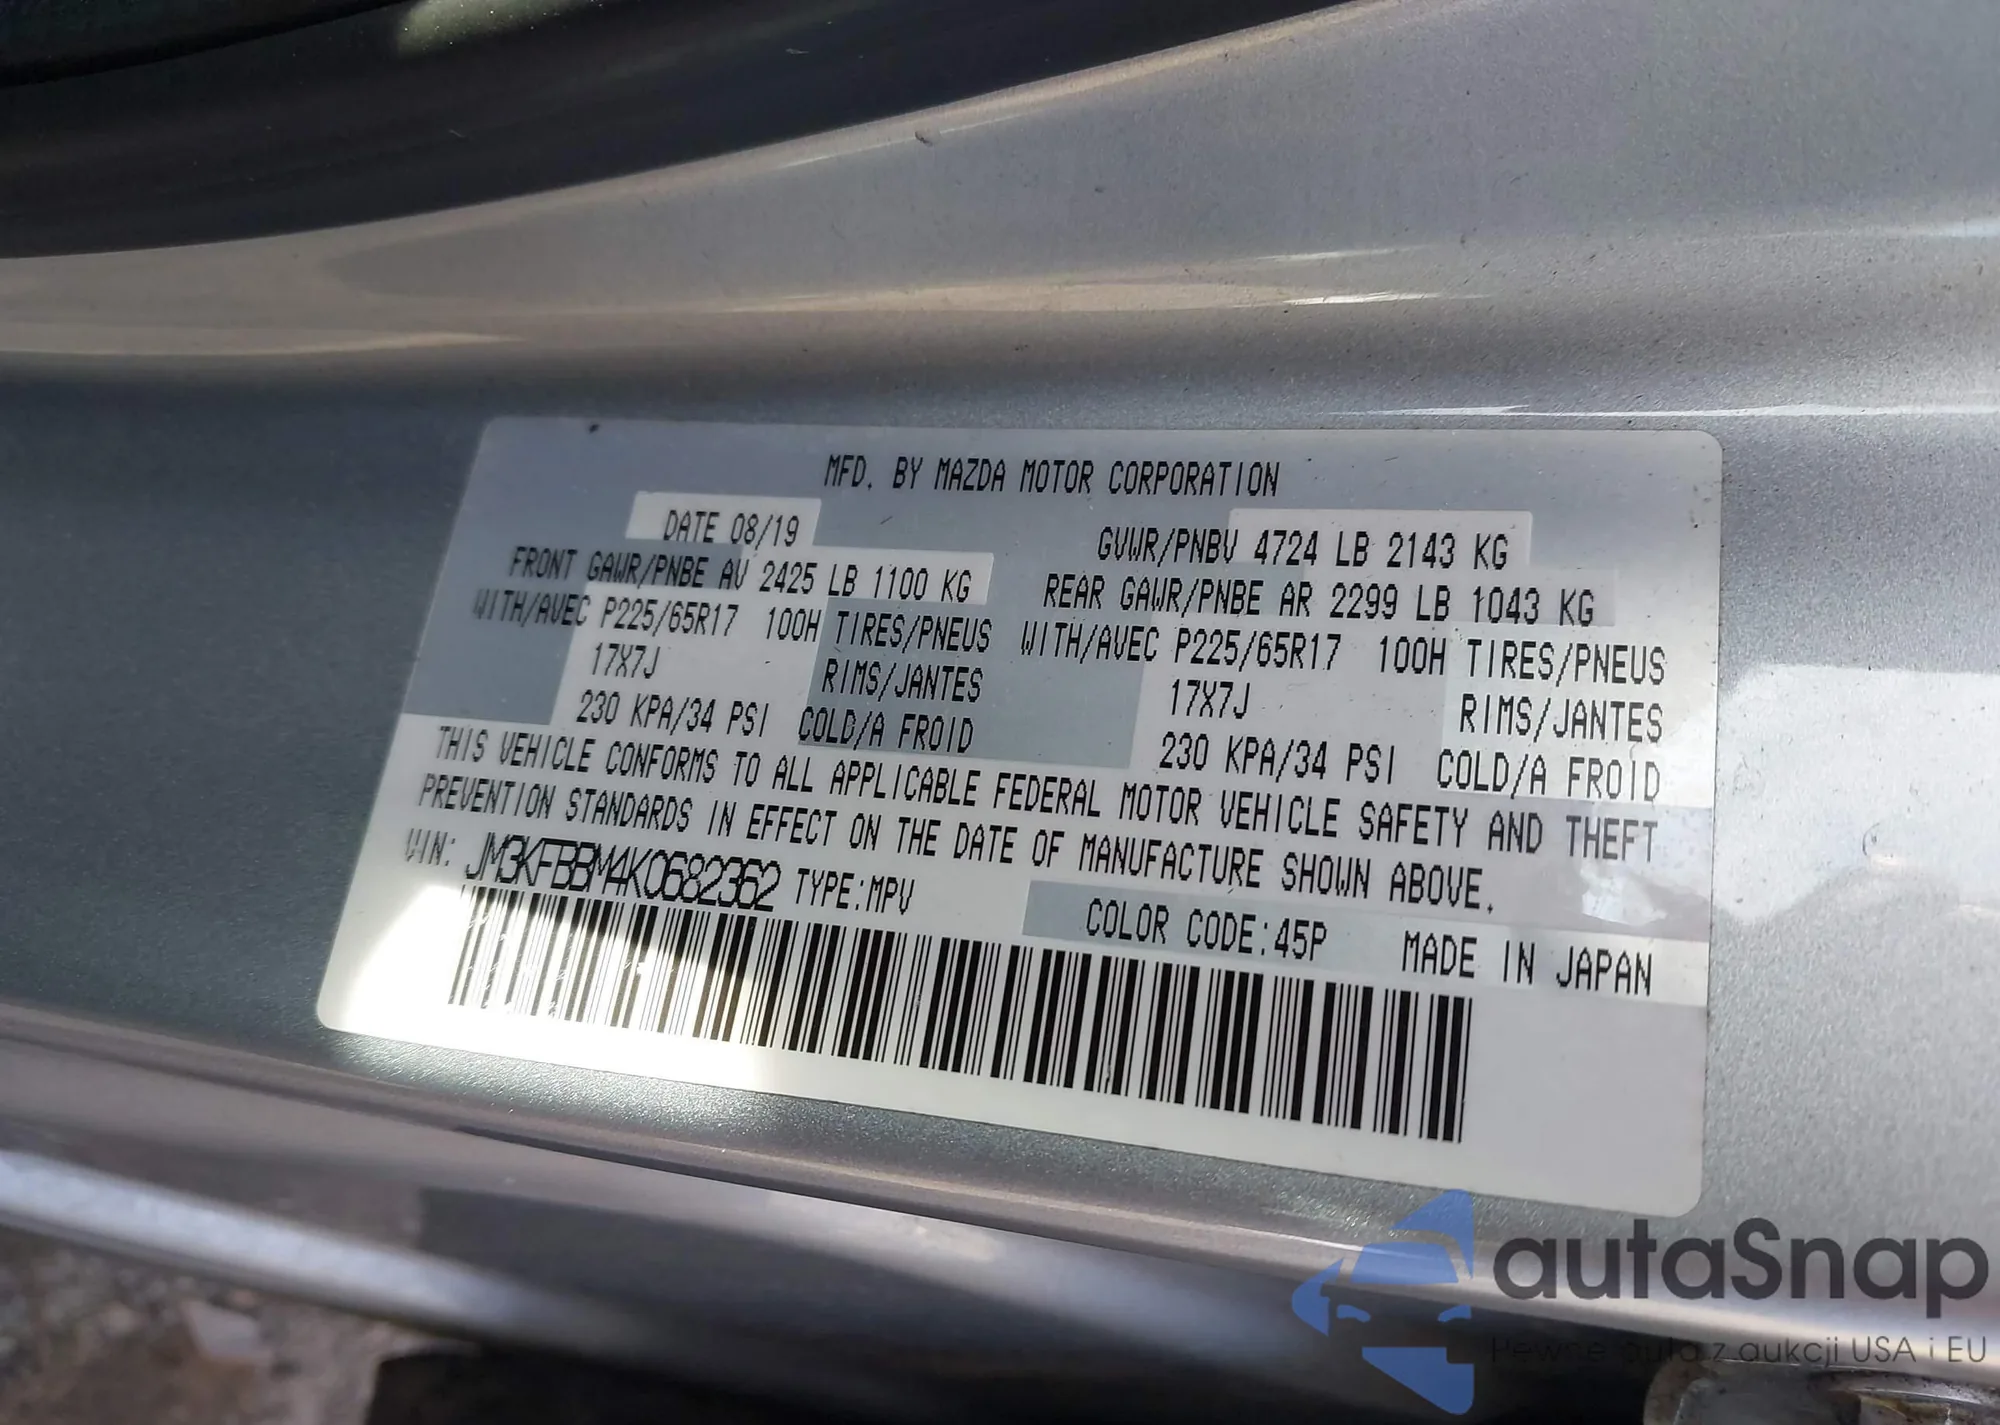 MFD. BY MAZDA MOTOR CORPORATION
DATE 08/19 GVWR/PNBV 4724 LB 2143 KG
FRONT GAWR/PNBE AV 2425 LB 1100 KG REAR GAWR/PNBE AR 2299 LB 1043 KG
WITH/AVEC P225/65R17 100H TIRES/PNEUS WITH/AVEC P225/65R17 100H TIRES/PNEUS
17X7J RIMS/JANTES 17X7J RIMS/JANTES
230 KPA/34 PSI COLD/A FROID 230 KPA/34 PSI COLD/A FROID
THIS VEHICLE CONFORMS TO ALL APPLICABLE FEDERAL MOTOR VEHICLE SAFETY AND THEFT
PREVENTION STANDARDS IN EFFECT ON THE DATE OF MANUFACTURE SHOWN ABOVE.
VIN: JM3KFBBM4K0682362 TYPE:MPV
COLOR CODE:45P MADE IN JAPAN
autaSnap
Pewne auta z aukcji USA i EU